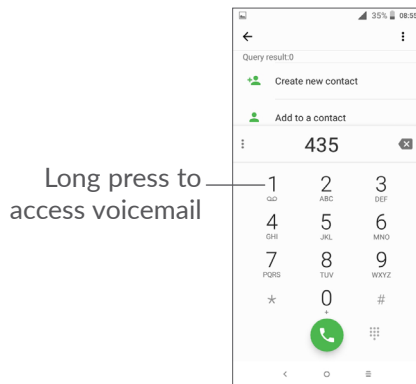 35% 08:55
Query result:0
Create new contact
Add to a contact
435
Long press to
access voicemail
1 2 3
ABC DEF
4 5 6
GHI JKL MNO
7 8 9
PQRS TUV WXYZ
* 0 #
+